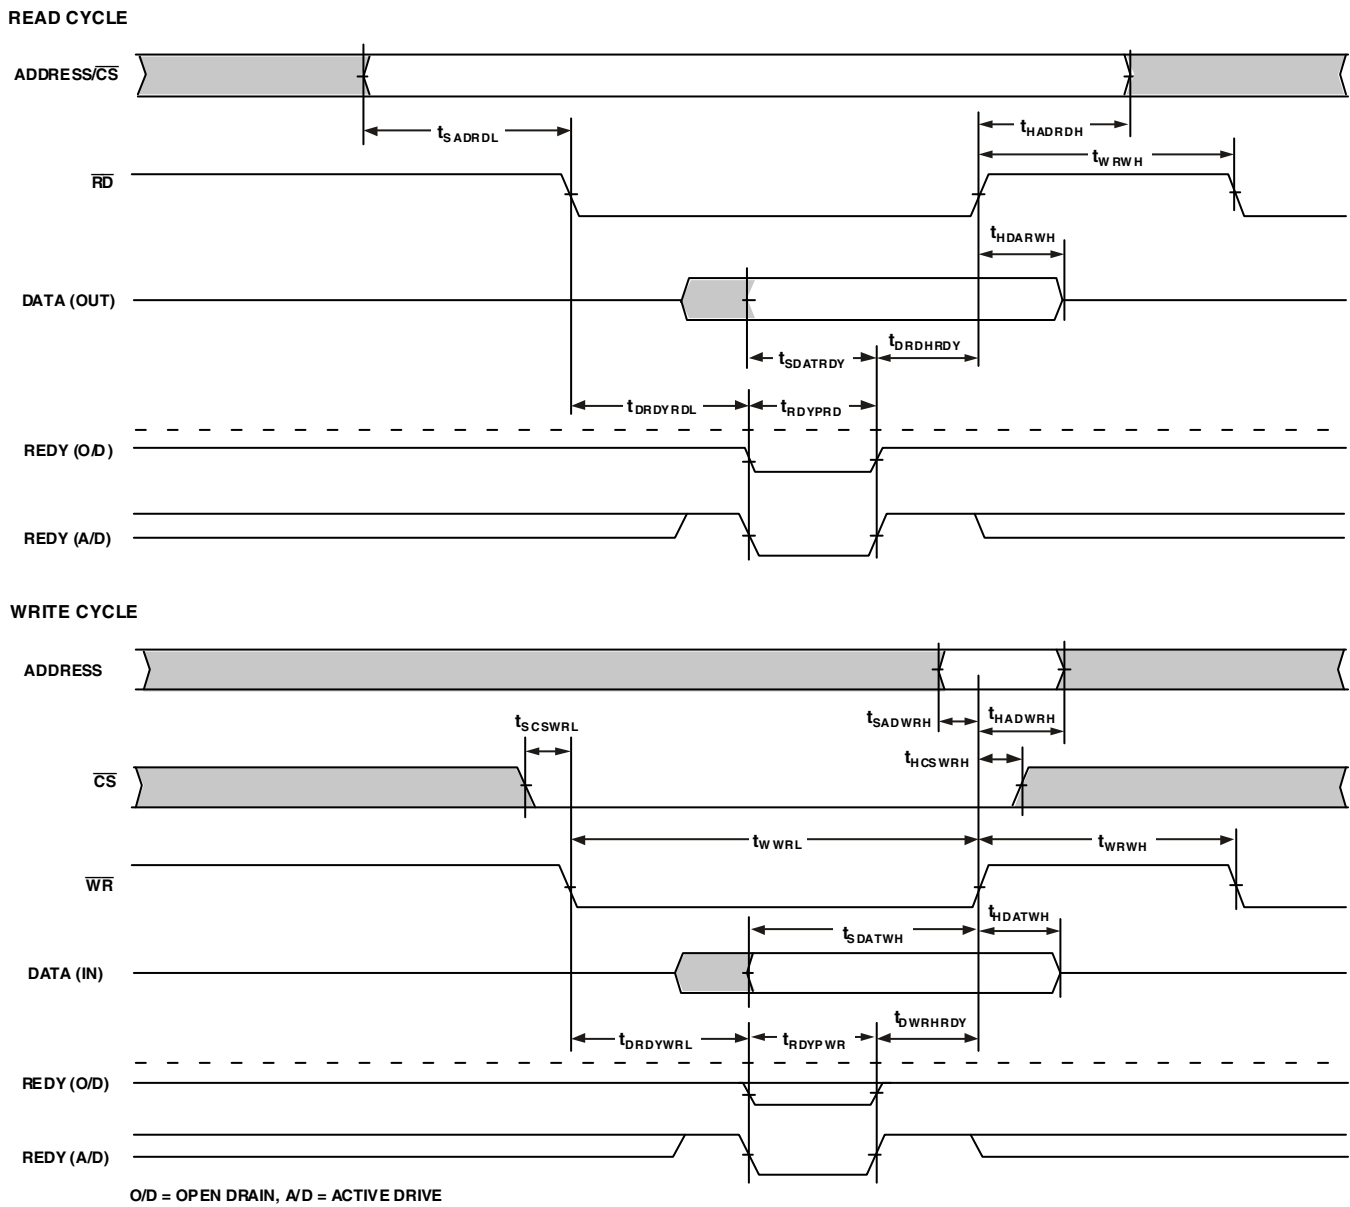 READ CYCLE
ADDRESS/CS
tSADRDL
tHADRDH
tWRWH
RD
tHDARWH
DATA (OUT)
tSDATRDY
tDRDHRDY
tDRDYRDL
tRDYPRD
REDY (O/D)
REDY (A/D)
WRITE CYCLE
ADDRESS
tSCSWRL
tSADWRH
tHADWRH
tHCSWRH
CS
tWWRL
tWRWH
WR
tHDATWH
tSDATWH
DATA (IN)
tDWRHRDY
tDRDYWRL
tRDYPWR
REDY (O/D)
REDY (A/D)
O/D = OPEN DRAIN, A/D = ACTIVE DRIVE